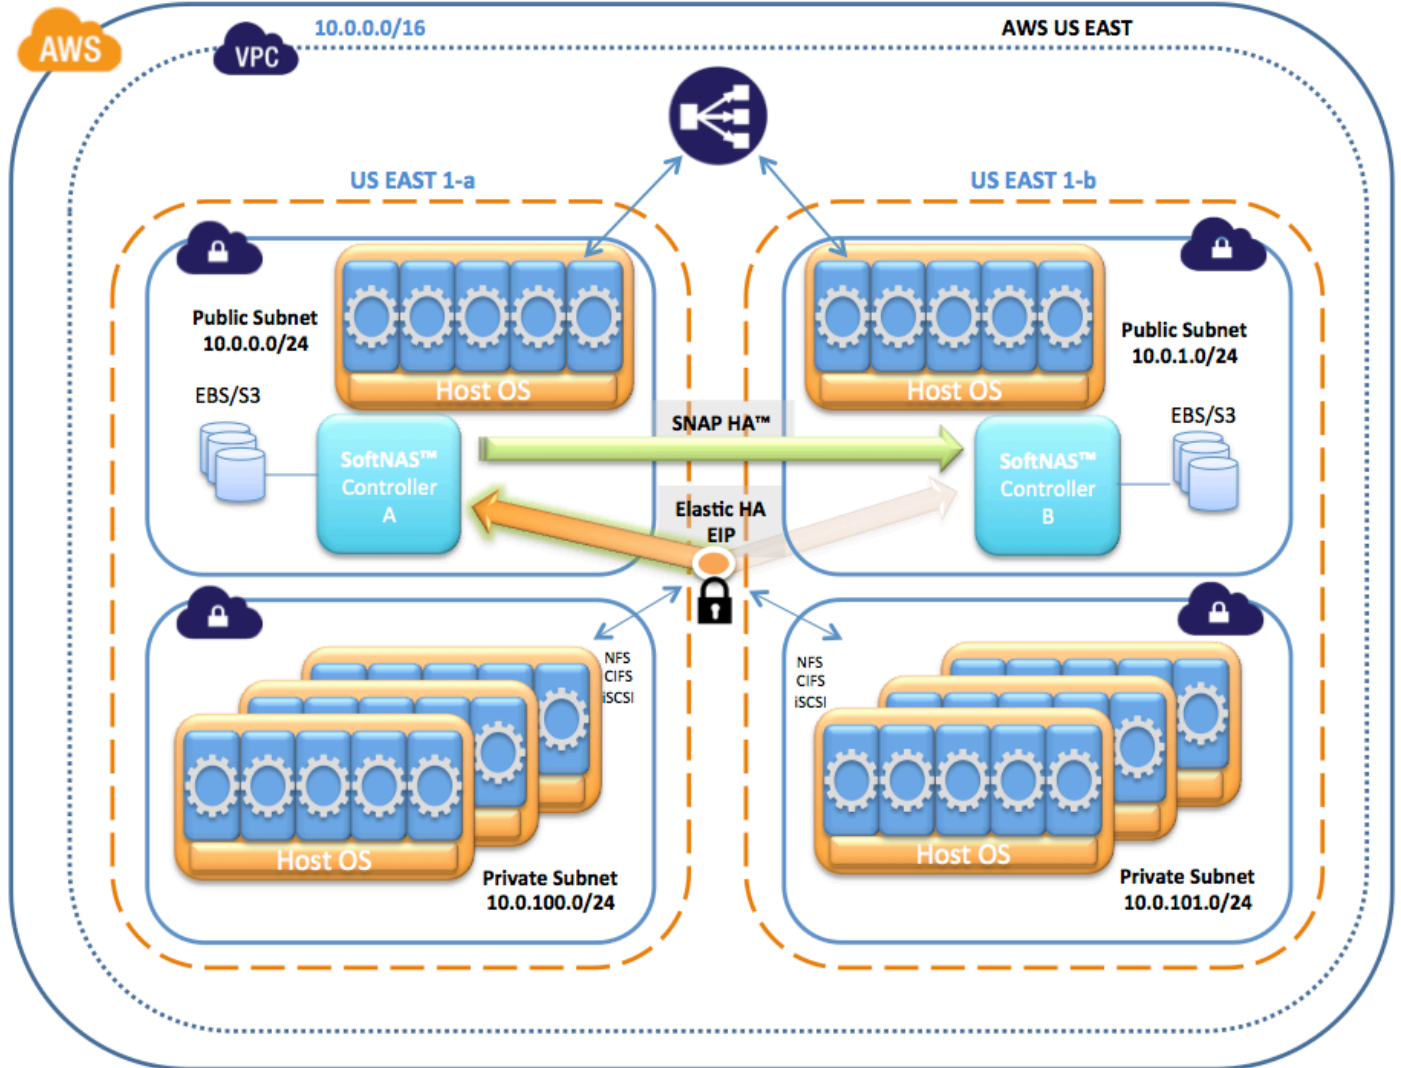 AWS
VPC
10.0.0.0/16
AWS US EAST
US EAST 1-a
US EAST 1-b
Public Subnet
10.0.0.0/24
Host OS
EBS/S3
SoftNAS™
Controller
A
Host OS
Public Subnet
10.0.1.0/24
EBS/S3
SoftNAS™
Controller
B
SNAP HA™
Elastic HA
EIP
NFS
CIFS
iSCSI
Host OS
Private Subnet
10.0.100.0/24
NFS
CIFS
iSCSI
Host OS
Private Subnet
10.0.101.0/24